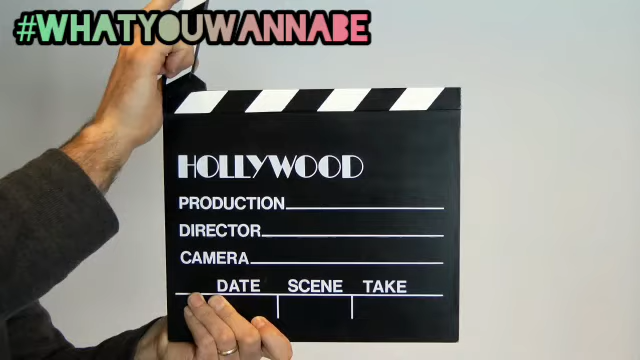 #WHATYOUWANNABE
HOLLYWOOD
PRODUCTION
DIRECTOR
CAMERA
DATE SCENE TAKE